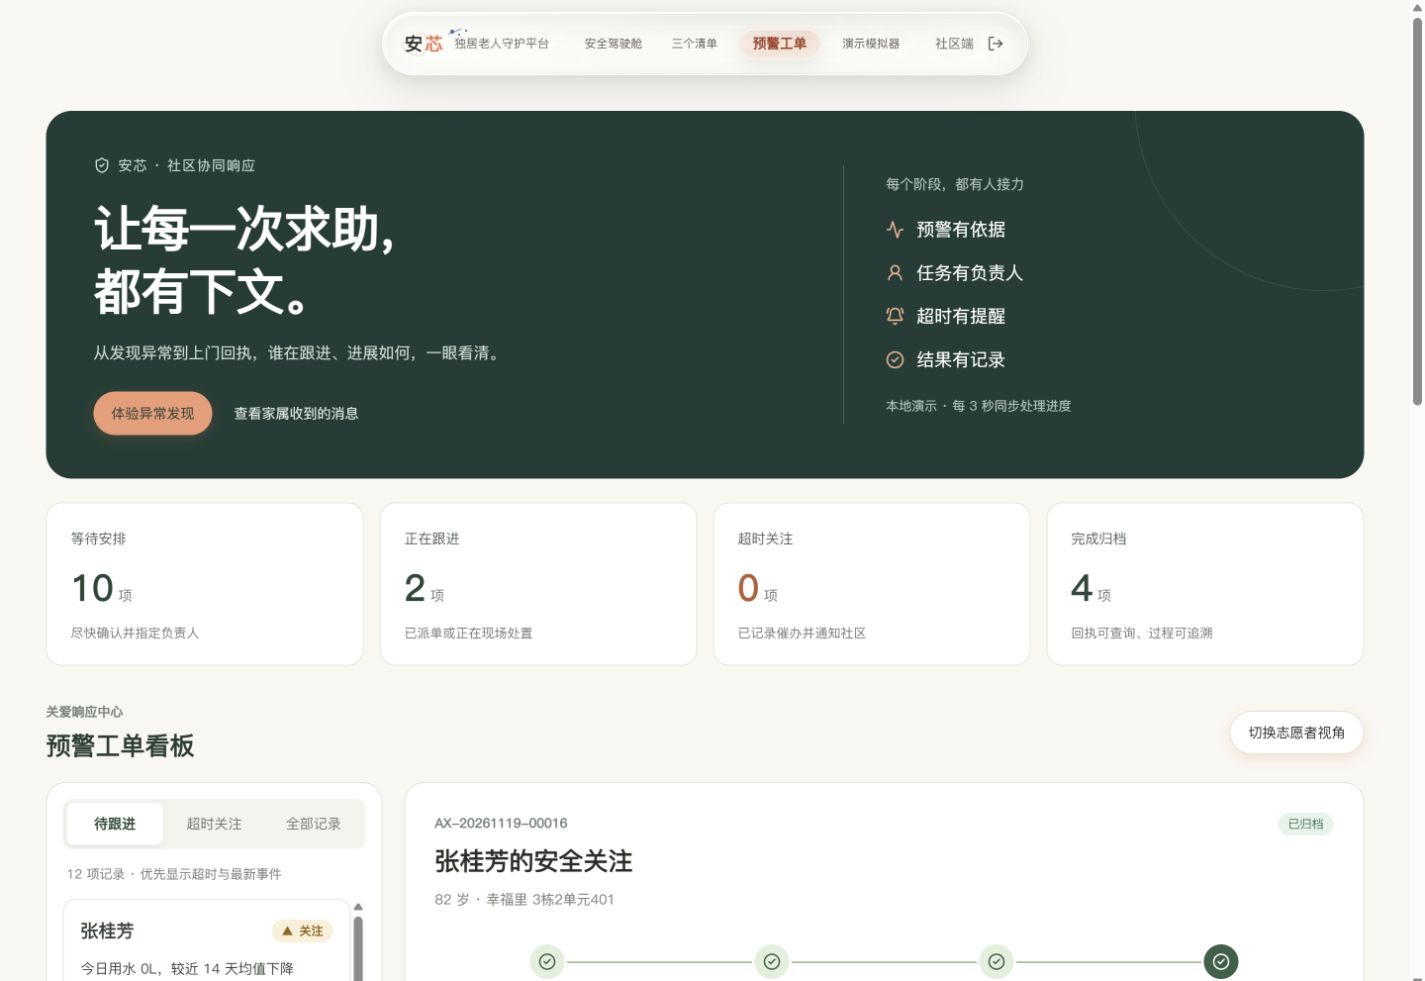 安芯 独居老人守护平台 安全驾驶舱 三个清单 预警工单 演示模拟器 社区端
安芯 · 社区协同响应
让每一次求助，
都有下文。
从发现异常到上门回执，谁在跟进、进展如何，一眼看清。
体验异常发现 查看家属收到的消息
每个阶段，都有人接力
预警有依据
任务有负责人
超时有提醒
结果有记录
本地演示 · 每 3 秒同步处理进度
等待安排
10 项
尽快确认并指定负责人
正在跟进
2 项
已派单或正在现场处置
超时关注
0 项
已记录催办并通知社区
完成归档
4 项
回执可查询、过程可追溯
关爱响应中心
预警工单看板
切换志愿者视角
待跟进 超时关注 全部记录
12 项记录 · 优先显示超时与最新事件
张桂芳 关注
今日用水 0L，较近 14 天均值下降
AX-20261119-00016 已归档
张桂芳的安全关注
82 岁 · 幸福里 3栋2单元401